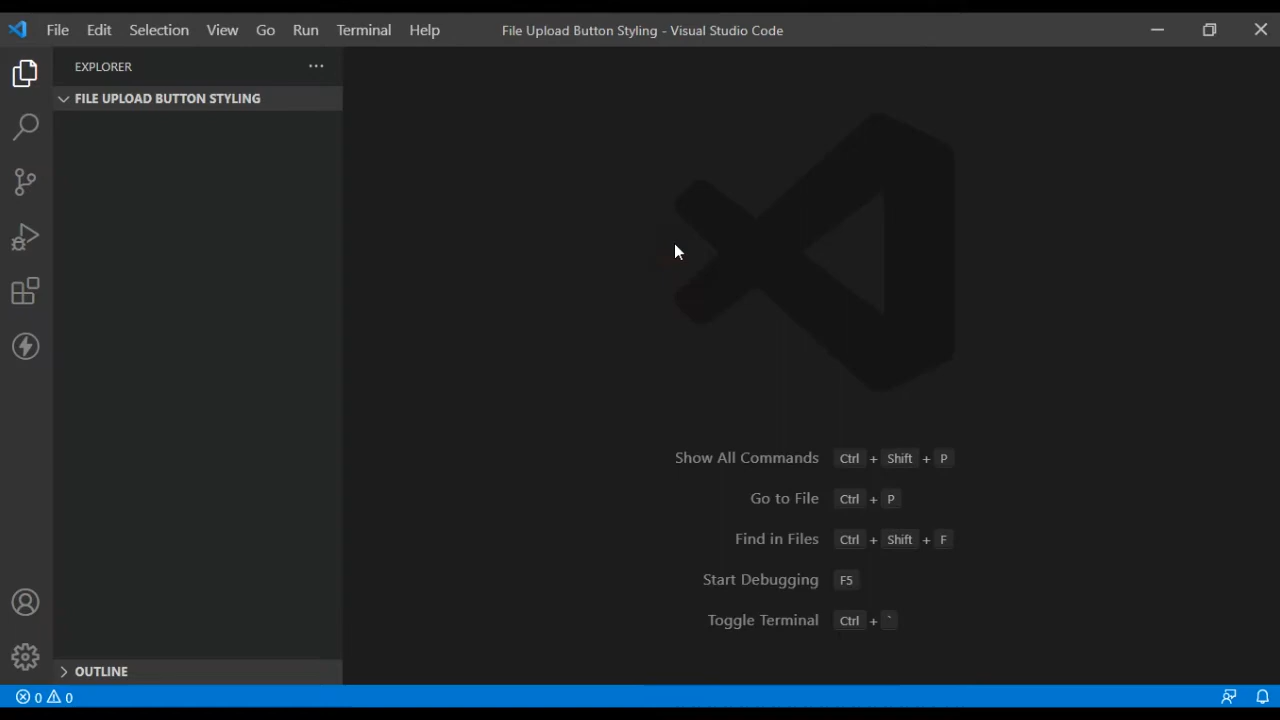 File Edit Selection View Go Run Terminal Help File Upload Button Styling - Visual Studio Code
EXPLORER
FILE UPLOAD BUTTON STYLING
Show All Commands Ctrl + Shift + P
Go to File Ctrl + P
Find in Files Ctrl + Shift + F
Start Debugging F5
Toggle Terminal Ctrl + `
OUTLINE
0 0